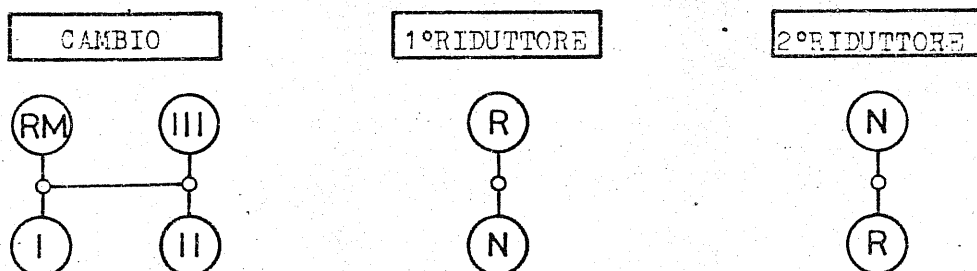 CAMBIO 1°RIDUTTORE 2°RIDUTTORE
RM III R N
I II N R